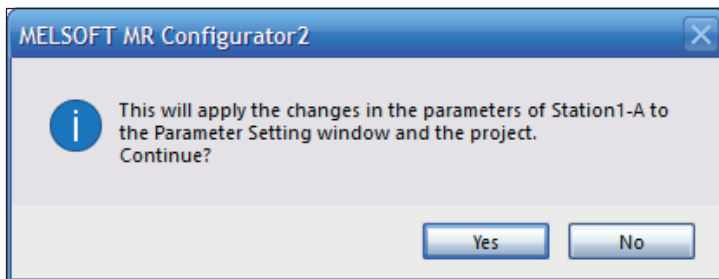 MELSOFT MR Configurator2
This will apply the changes in the parameters of Station1-A to
the Parameter Setting window and the project.
Continue?
Yes No